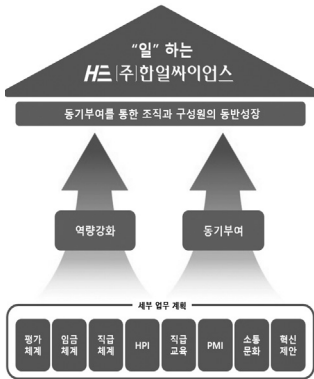 “일” 하는
HE |주|한얼싸이언스
동기부여를 통한 조직과 구성원의 동반성장
역량강화
동기부여
세부 업무 계획
평가
체계
임금
체계
직급
체계
HPI
직급
교육
PMI
소통
문화
혁신
제안